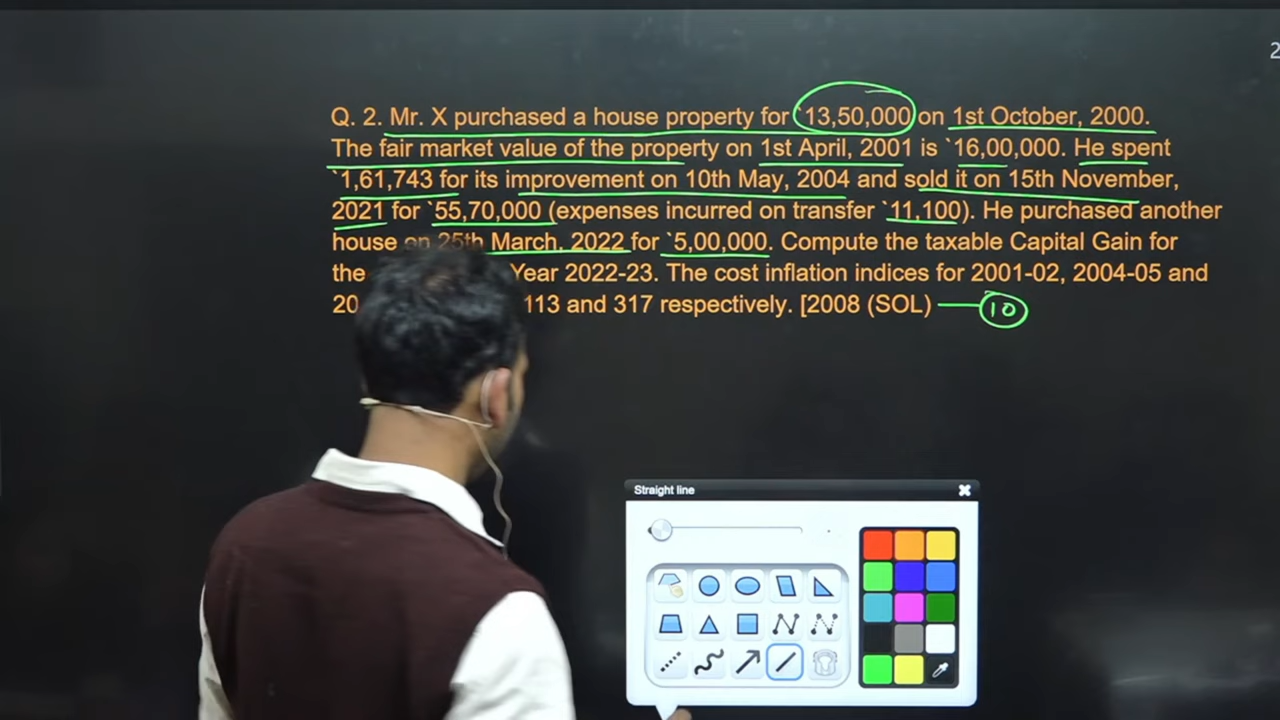 2
Q. 2. Mr. X purchased a house property for `13,50,000 on 1st October, 2000.
The fair market value of the property on 1st April, 2001 is `16,00,000. He spent
`1,61,743 for its improvement on 10th May, 2004 and sold it on 15th November,
2021 for `55,70,000 (expenses incurred on transfer `11,100). He purchased another
house on 25th March, 2022 for `5,00,000. Compute the taxable Capital Gain for
the Year 2022-23. The cost inflation indices for 2001-02, 2004-05 and
20 113 and 317 respectively. [2008 (SOL) 10
Straight line